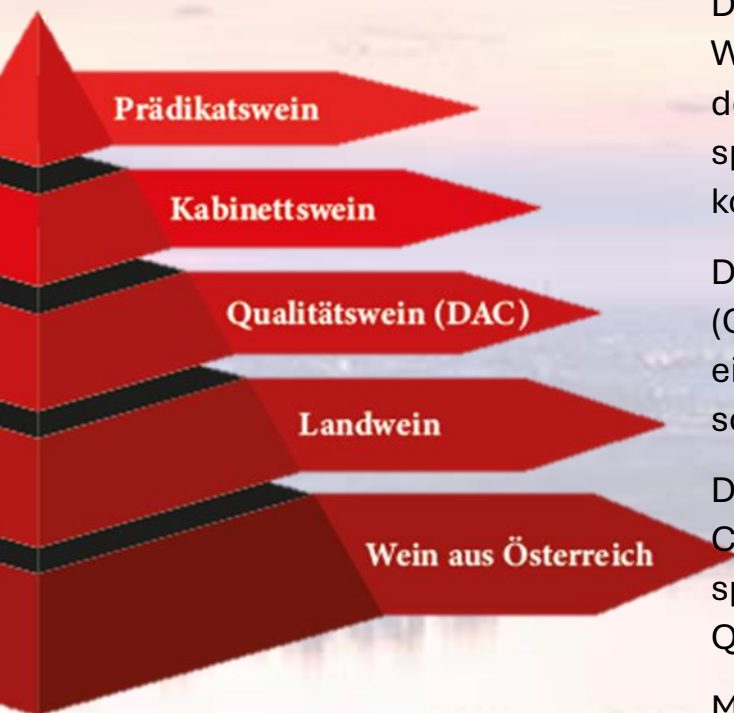 Prädikatswein
Kabinettswein
Qualitätswein (DAC)
Landwein
Wein aus Österreich